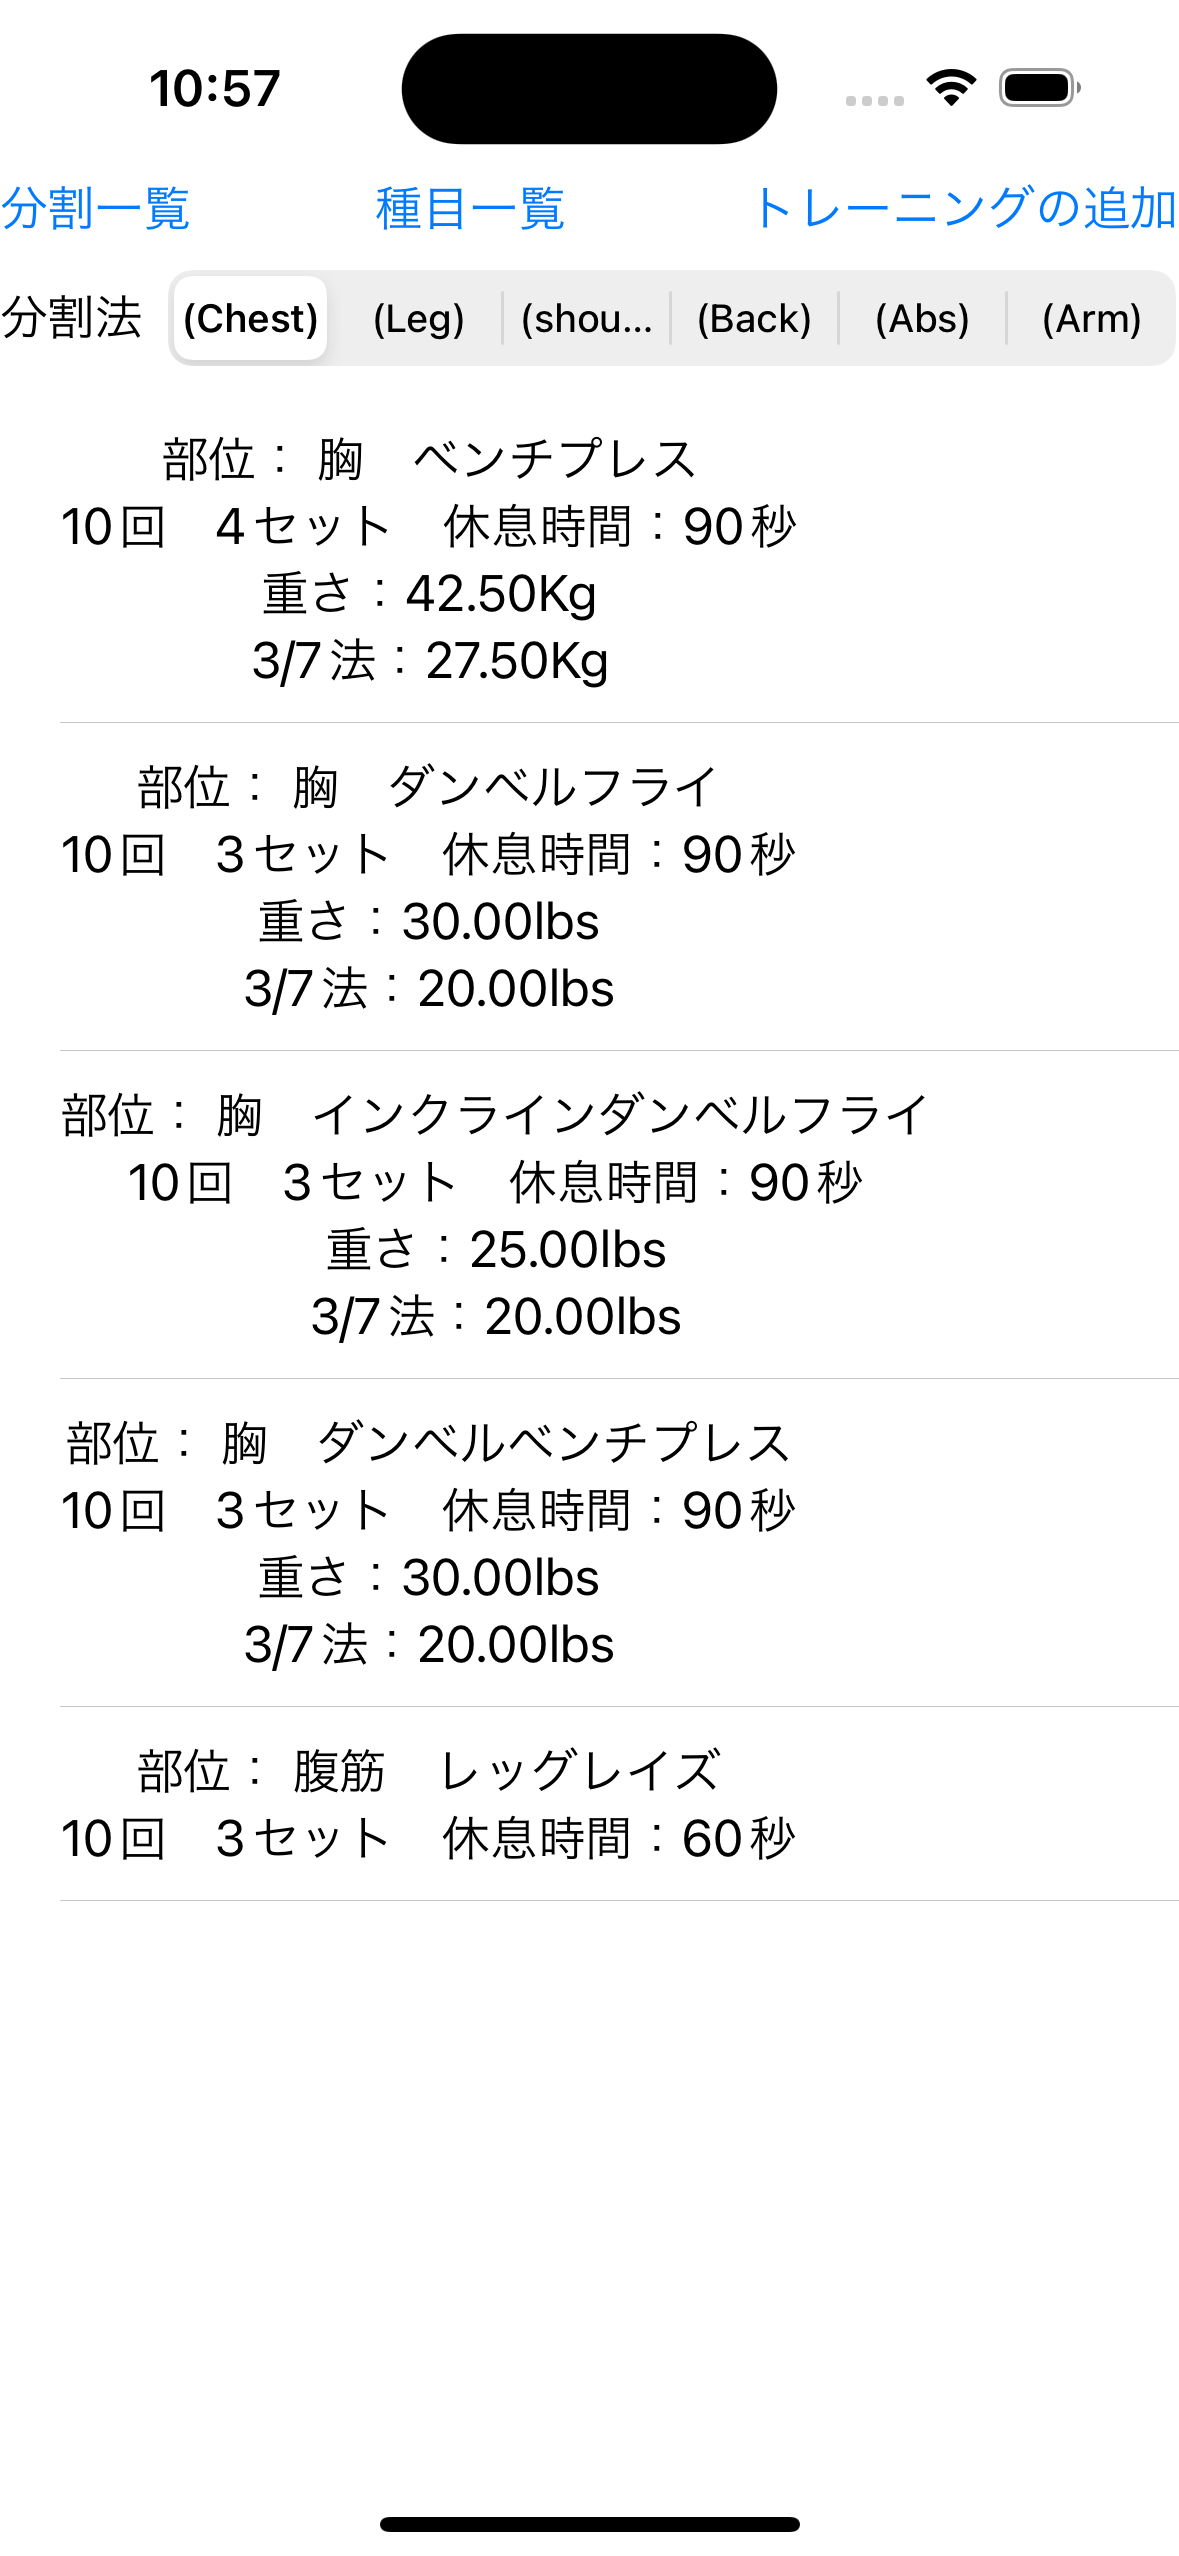 10:57
分割一覧 種目一覧 トレーニングの追加
分割法 (Chest) (Leg) (shou... (Back) (Abs) (Arm)
部位： 胸　ベンチプレス
10回　4セット　休息時間：90秒
重さ：42.50Kg
3/7法：27.50Kg
部位： 胸　ダンベルフライ
10回　3セット　休息時間：90秒
重さ：30.00lbs
3/7法：20.00lbs
部位： 胸　インクラインダンベルフライ
10回　3セット　休息時間：90秒
重さ：25.00lbs
3/7法：20.00lbs
部位： 胸　ダンベルベンチプレス
10回　3セット　休息時間：90秒
重さ：30.00lbs
3/7法：20.00lbs
部位： 腹筋　レッグレイズ
10回　3セット　休息時間：60秒